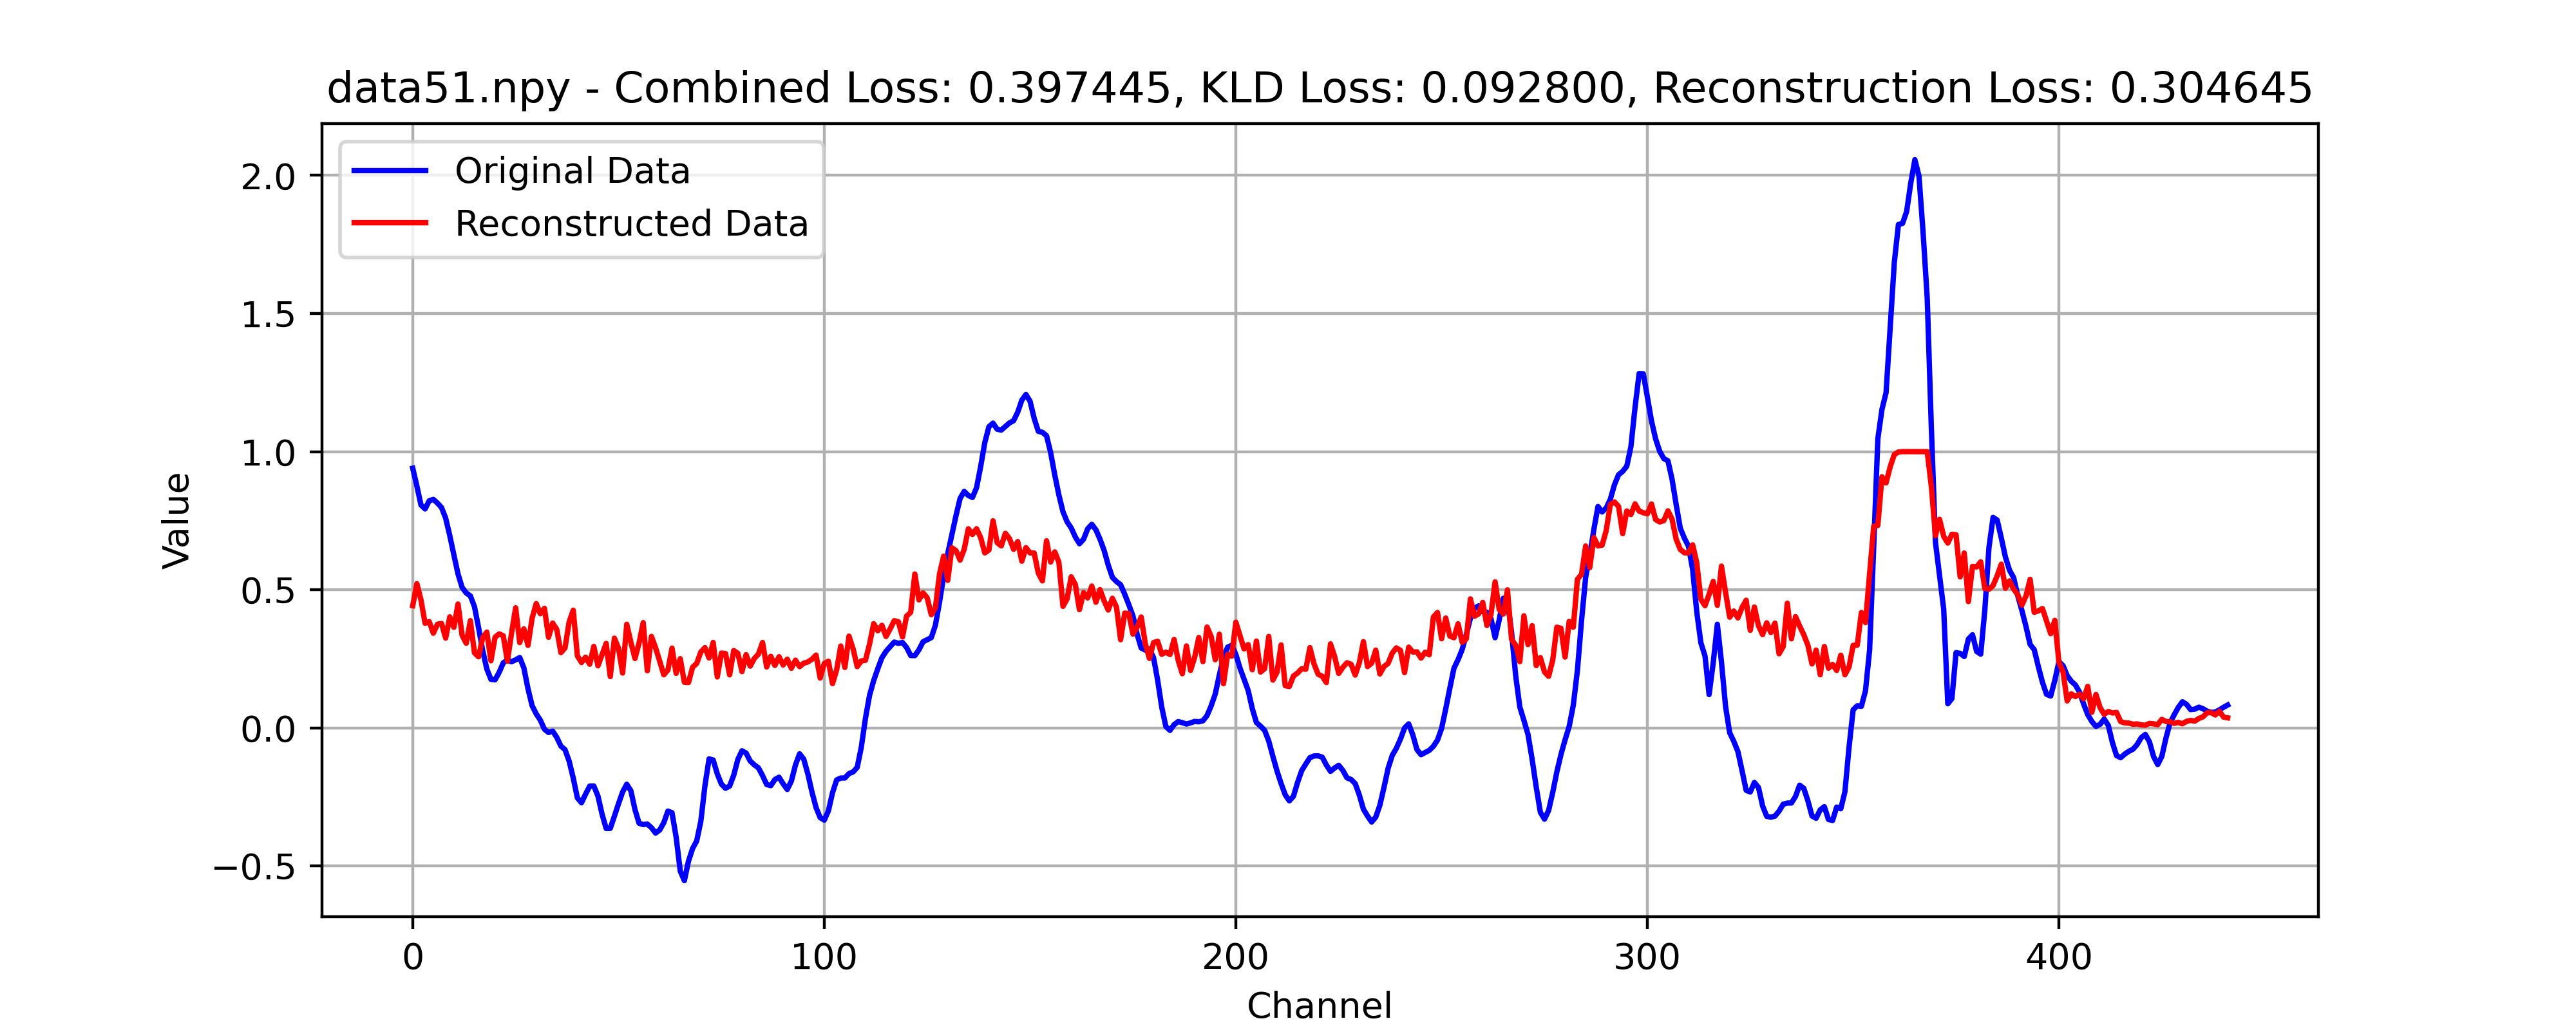 data51.npy - Combined Loss: 0.397445, KLD Loss: 0.092800, Reconstruction Loss: 0.304645
Original Data
Reconstructed Data
2.0
1.5
1.0
0.5
0.0
−0.5
Value
0 100 200 300 400
Channel